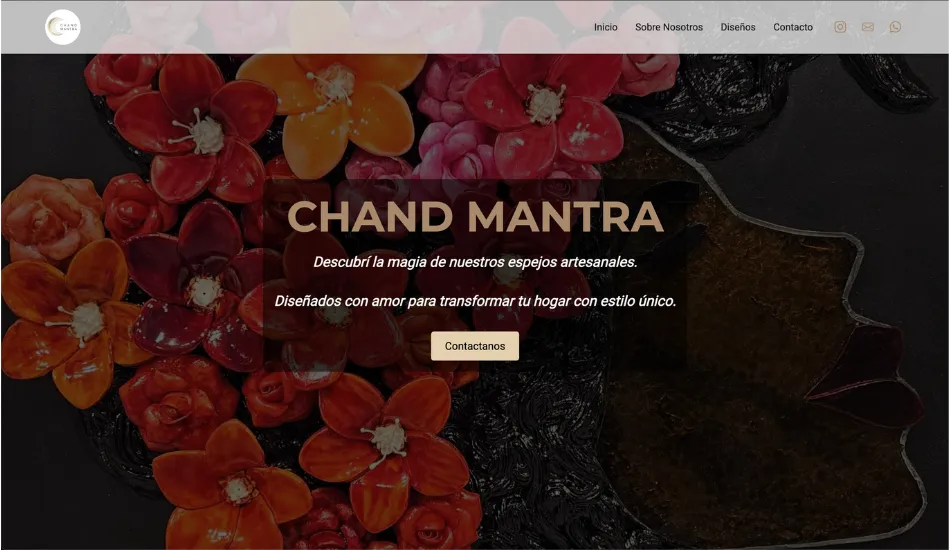 CHAND
Inicio Sobre Nosotros Diseños Contacto
CHAND MANTRA
Descubrí la magia de nuestros espejos artesanales.
Diseñados con amor para transformar tu hogar con estilo único.
Contactanos